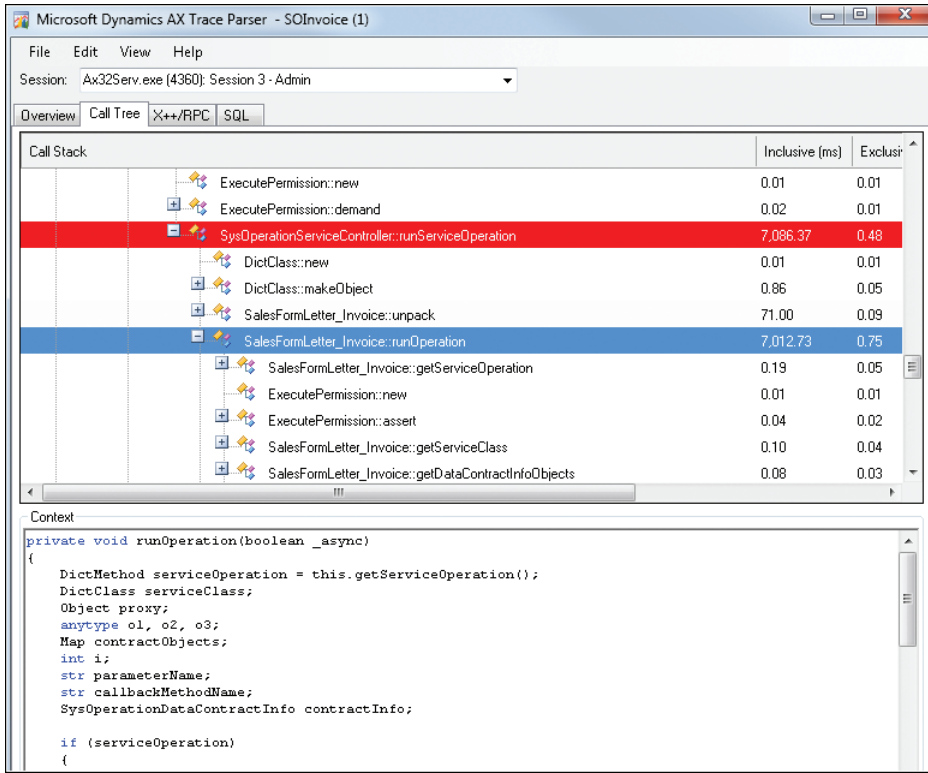 Microsoft Dynamics AX Trace Parser - SOInvoice (1)
File Edit View Help
Session: Ax32Serv.exe (4360): Session 3 - Admin
Overview Call Tree X++/RPC SQL
Call Stack Inclusive (ms) Exclusi
ExecutePermission::new 0.01 0.01
ExecutePermission::demand 0.02 0.01
SysOperationServiceController::runServiceOperation 7,086.37 0.48
DictClass::new 0.01 0.01
DictClass::makeObject 0.86 0.05
SalesFormLetter_Invoice::unpack 71.00 0.09
SalesFormLetter_Invoice::runOperation 7,012.73 0.75
SalesFormLetter_Invoice::getServiceOperation 0.19 0.05
ExecutePermission::new 0.01 0.01
ExecutePermission::assert 0.04 0.02
SalesFormLetter_Invoice::getServiceClass 0.10 0.04
SalesFormLetter_Invoice::getDataContractInfoObjects 0.08 0.03
Context
private void runOperation(boolean _async)
{
    DictMethod serviceOperation = this.getServiceOperation();
    DictClass serviceClass;
    Object proxy;
    anytype o1, o2, o3;
    Map contractObjects;
    int i;
    str parameterName;
    str callbackMethodName;
    SysOperationDataContractInfo contractInfo;
    if (serviceOperation)
    {